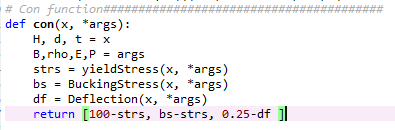 # Con function########################################
def con(x, *args):
    H, d, t = x
    B,rho,E,P = args
    strs = yieldStress(x, *args)
    bs = BuckingStress(x, *args)
    df = Deflection(x, *args)
    return [100-strs, bs-strs, 0.25-df ]